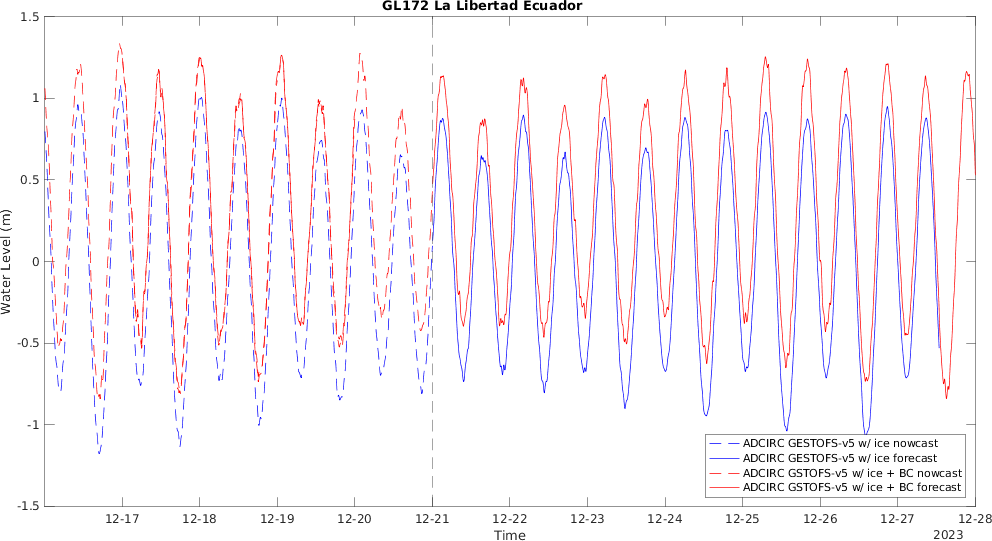 GL172 La Libertad Ecuador
1.5
1
0.5
0
-0.5
-1
-1.5
Water Level (m)
12-17 12-18 12-19 12-20 12-21 12-22 12-23 12-24 12-25 12-26 12-27 12-28
Time
2023
ADCIRC GESTOFS-v5 w/ ice nowcast
ADCIRC GESTOFS-v5 w/ ice forecast
ADCIRC GSTOFS-v5 w/ ice + BC nowcast
ADCIRC GSTOFS-v5 w/ ice + BC forecast